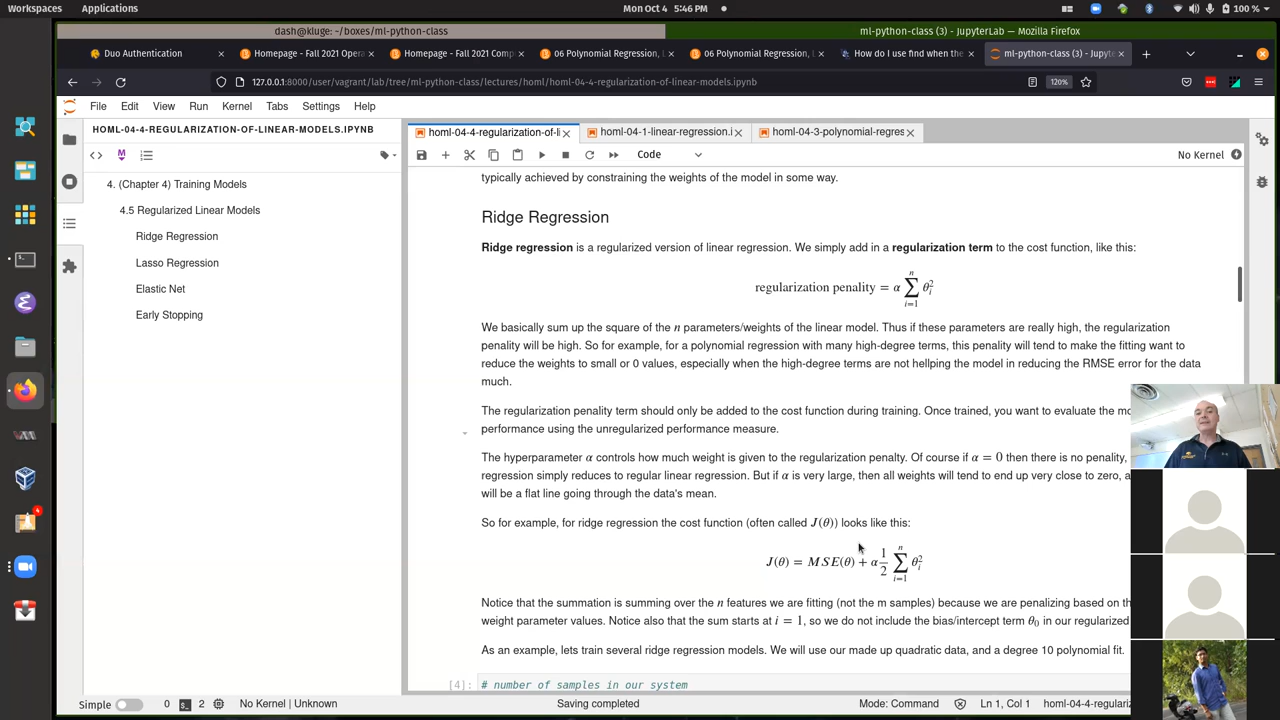 Workspaces Applications Mon Oct 4 5:46 PM 100 %
dash@kluge: ~/boxes/ml-python-class ml-python-class (3) - JupyterLab — Mozilla Firefox
Duo Authentication Homepage - Fall 2021 Opera Homepage - Fall 2021 Comp 06 Polynomial Regression, L 06 Polynomial Regression, L How do I use find when the ml-python-class (3) - Jupyte
127.0.0.1:8000/user/vagrant/lab/tree/ml-python-class/lectures/homl/homl-04-4-regularization-of-linear-models.ipynb 120%
File Edit View Run Kernel Tabs Settings Help
HOML-04-4-REGULARIZATION-OF-LINEAR-MODELS.IPYNB
homl-04-4-regularization-of-li homl-04-1-linear-regression.i homl-04-3-polynomial-regres
Code No Kernel
4. (Chapter 4) Training Models
4.5 Regularized Linear Models
Ridge Regression
Lasso Regression
Elastic Net
Early Stopping
typically achieved by constraining the weights of the model in some way.
Ridge Regression
Ridge regression is a regularized version of linear regression. We simply add in a regularization term to the cost function, like this:
regularization penality = α ∑_{i=1}^{n} θ_i^2
We basically sum up the square of the n parameters/weights of the linear model. Thus if these parameters are really high, the regularization
penality will be high. So for example, for a polynomial regression with many high-degree terms, this penality will tend to make the fitting want to
reduce the weights to small or 0 values, especially when the high-degree terms are not hellping the model in reducing the RMSE error for the data
much.
The regularization penality term should only be added to the cost function during training. Once trained, you want to evaluate the mo
performance using the unregularized performance measure.
The hyperparameter α controls how much weight is given to the regularization penalty. Of course if α = 0 then there is no penality,
regression simply reduces to regular linear regression. But if α is very large, then all weights will tend to end up very close to zero, a
will be a flat line going through the data's mean.
So for example, for ridge regression the cost function (often called J(θ)) looks like this:
J(θ) = MSE(θ) + α 1/2 ∑_{i=1}^{n} θ_i^2
Notice that the summation is summing over the n features we are fitting (not the m samples) because we are penalizing based on th
weight parameter values. Notice also that the sum starts at i = 1, so we do not include the bias/intercept term θ_0 in our regularized
As an example, lets train several ridge regression models. We will use our made up quadratic data, and a degree 10 polynomial fit.
[4]: # number of samples in our system
Simple 0 2 No Kernel | Unknown Saving completed Mode: Command Ln 1, Col 1 homl-04-4-regulariz